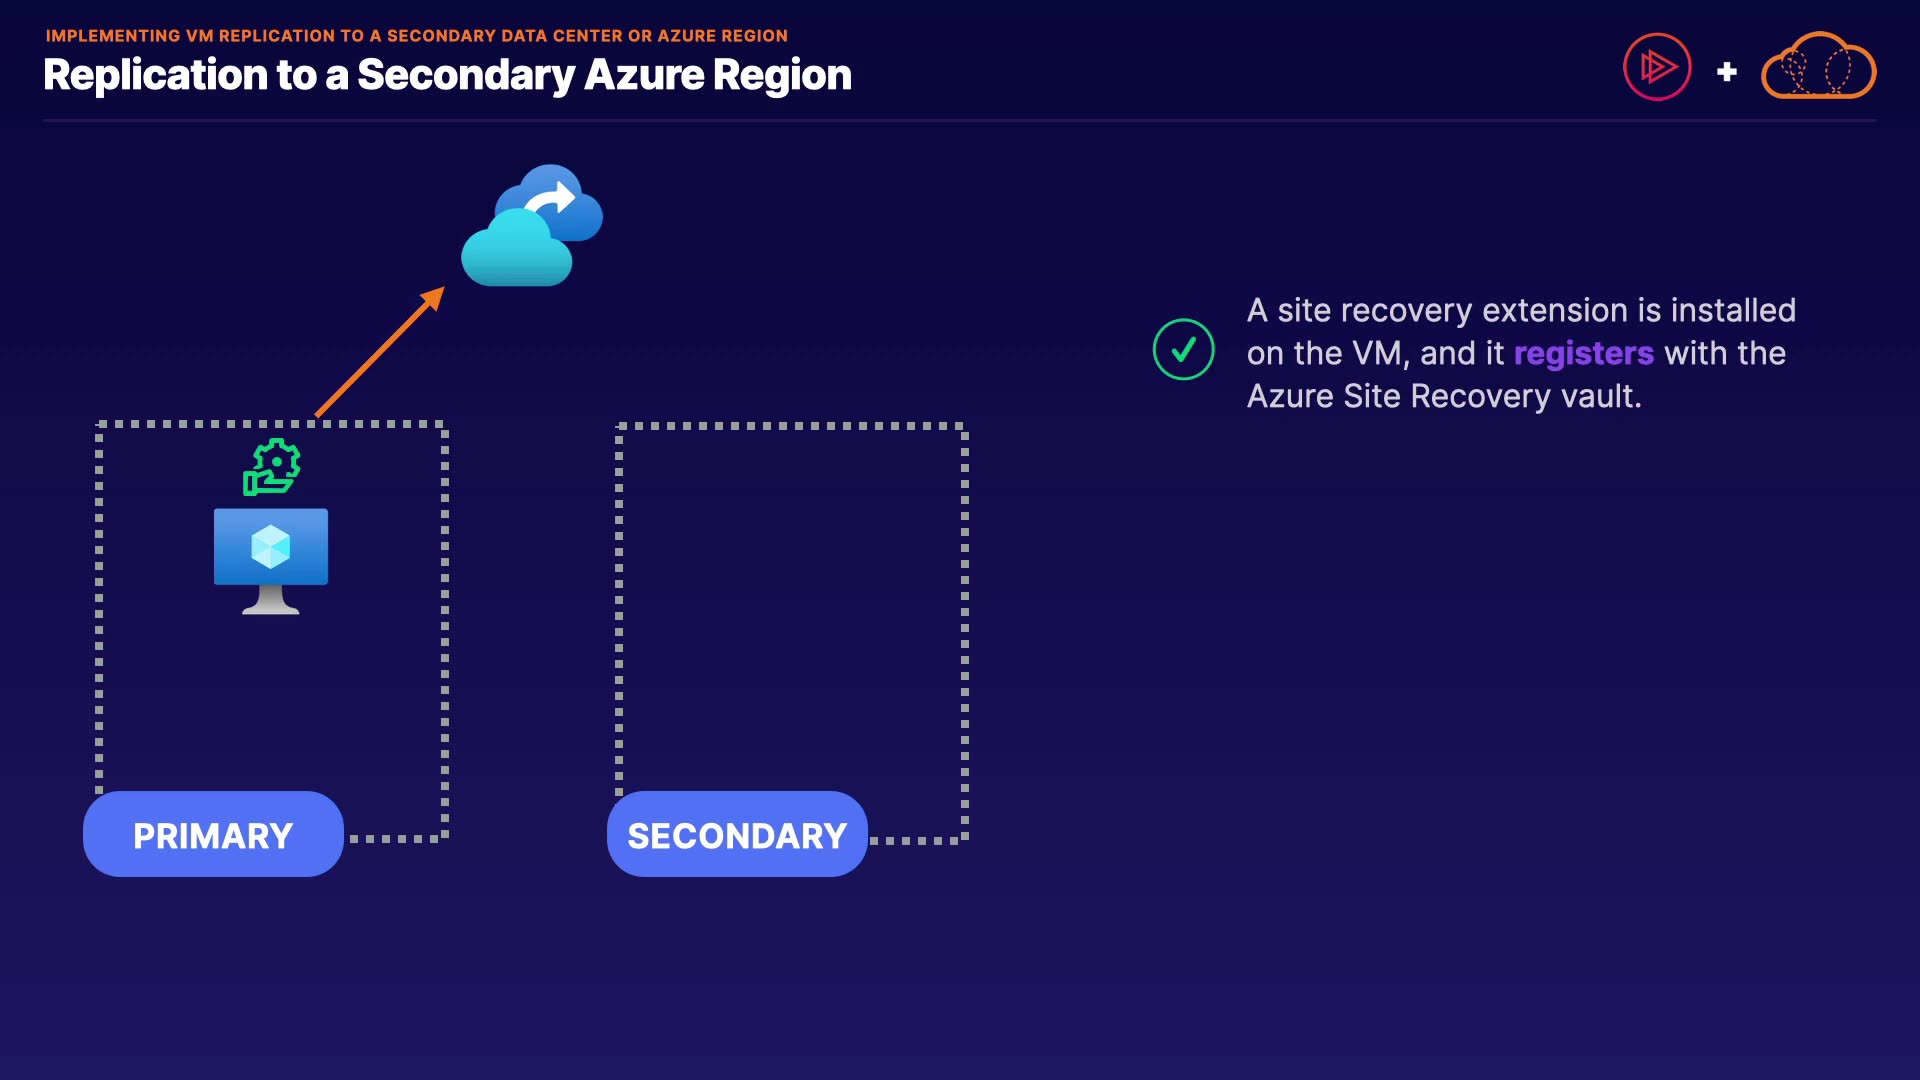 IMPLEMENTING VM REPLICATION TO A SECONDARY DATA CENTER OR AZURE REGION
Replication to a Secondary Azure Region
A site recovery extension is installed
on the VM, and it registers with the
Azure Site Recovery vault.
PRIMARY
SECONDARY